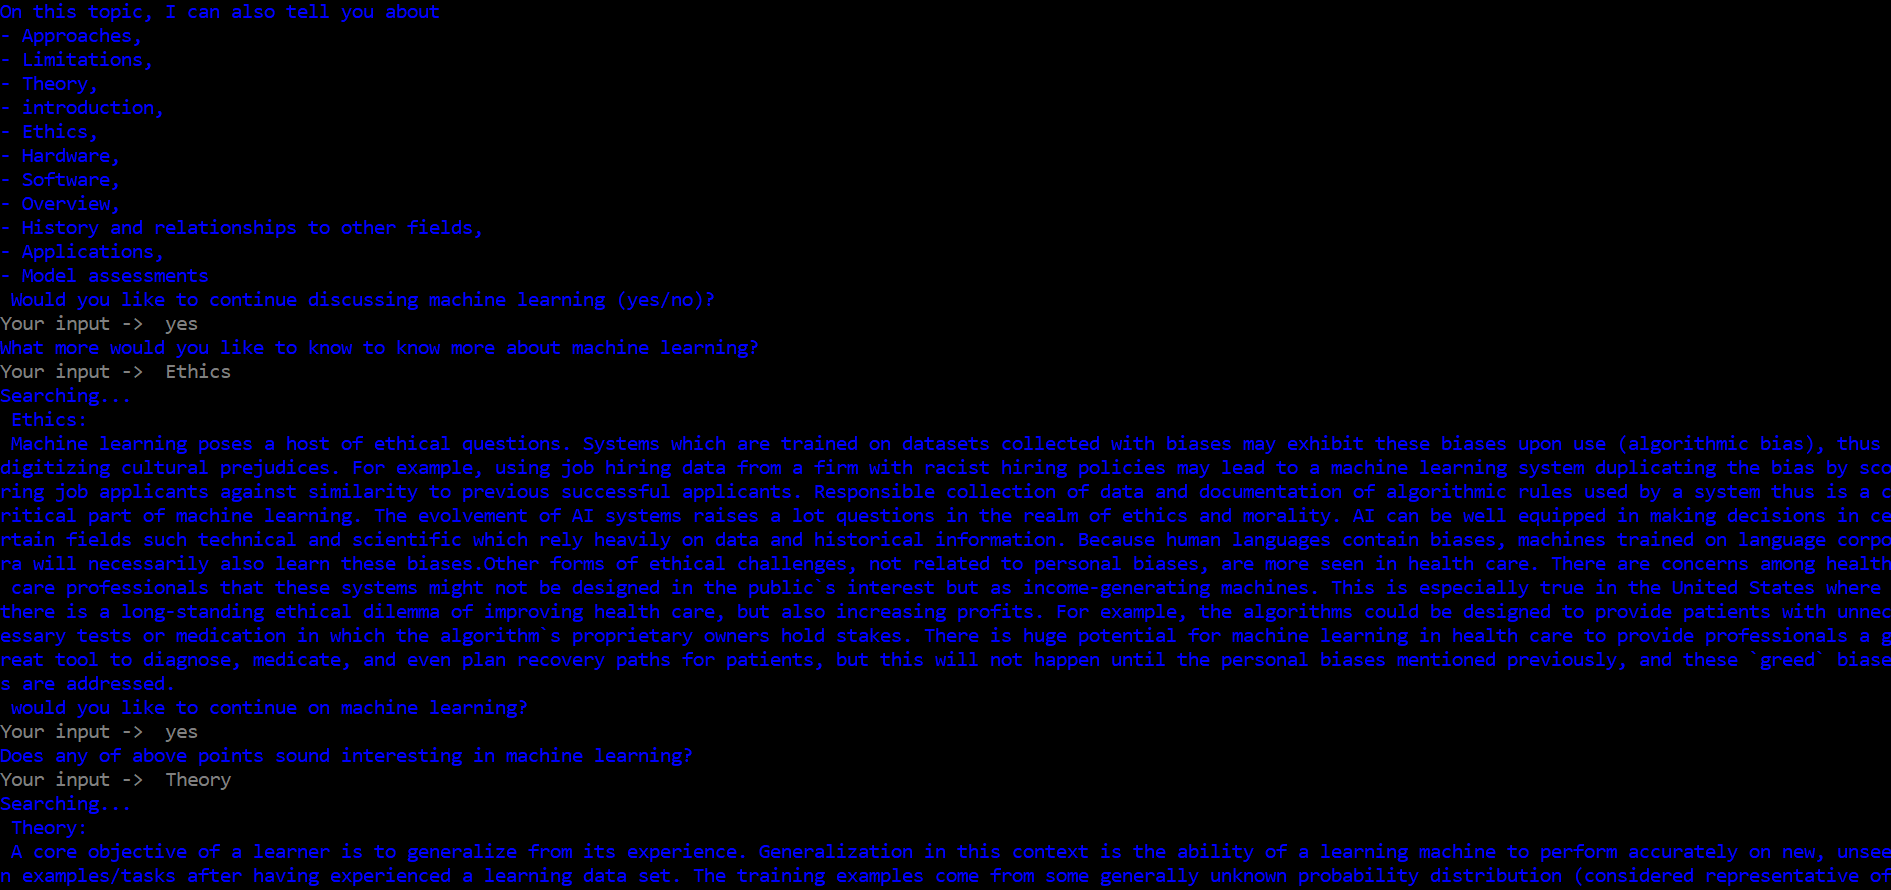 On this topic, I can also tell you about
- Approaches,
- Limitations,
- Theory,
- introduction,
- Ethics,
- Hardware,
- Software,
- Overview,
- History and relationships to other fields,
- Applications,
- Model assessments
Would you like to continue discussing machine learning (yes/no)?
Your input -> yes
What more would you like to know to know more about machine learning?
Your input -> Ethics
Searching...
Ethics:
Machine learning poses a host of ethical questions. Systems which are trained on datasets collected with biases may exhibit these biases upon use (algorithmic bias), thus
digitizing cultural prejudices. For example, using job hiring data from a firm with racist hiring policies may lead to a machine learning system duplicating the bias by sco
ring job applicants against similarity to previous successful applicants. Responsible collection of data and documentation of algorithmic rules used by a system thus is a c
ritical part of machine learning. The evolvement of AI systems raises a lot questions in the realm of ethics and morality. AI can be well equipped in making decisions in ce
rtain fields such technical and scientific which rely heavily on data and historical information. Because human languages contain biases, machines trained on language corpo
ra will necessarily also learn these biases.Other forms of ethical challenges, not related to personal biases, are more seen in health care. There are concerns among health
care professionals that these systems might not be designed in the public`s interest but as income-generating machines. This is especially true in the United States where
there is a long-standing ethical dilemma of improving health care, but also increasing profits. For example, the algorithms could be designed to provide patients with unnec
essary tests or medication in which the algorithm`s proprietary owners hold stakes. There is huge potential for machine learning in health care to provide professionals a g
reat tool to diagnose, medicate, and even plan recovery paths for patients, but this will not happen until the personal biases mentioned previously, and these `greed` biase
s are addressed.
would you like to continue on machine learning?
Your input -> yes
Does any of above points sound interesting in machine learning?
Your input -> Theory
Searching...
Theory:
A core objective of a learner is to generalize from its experience. Generalization in this context is the ability of a learning machine to perform accurately on new, unsee
n examples/tasks after having experienced a learning data set. The training examples come from some generally unknown probability distribution (considered representative of